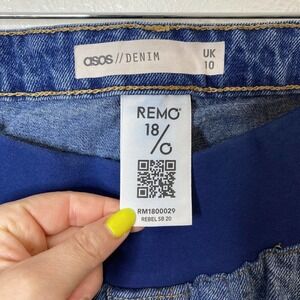 asos//DENIM
UK
10
REMO®
18
/O
RM1800029
REBEL SB 20